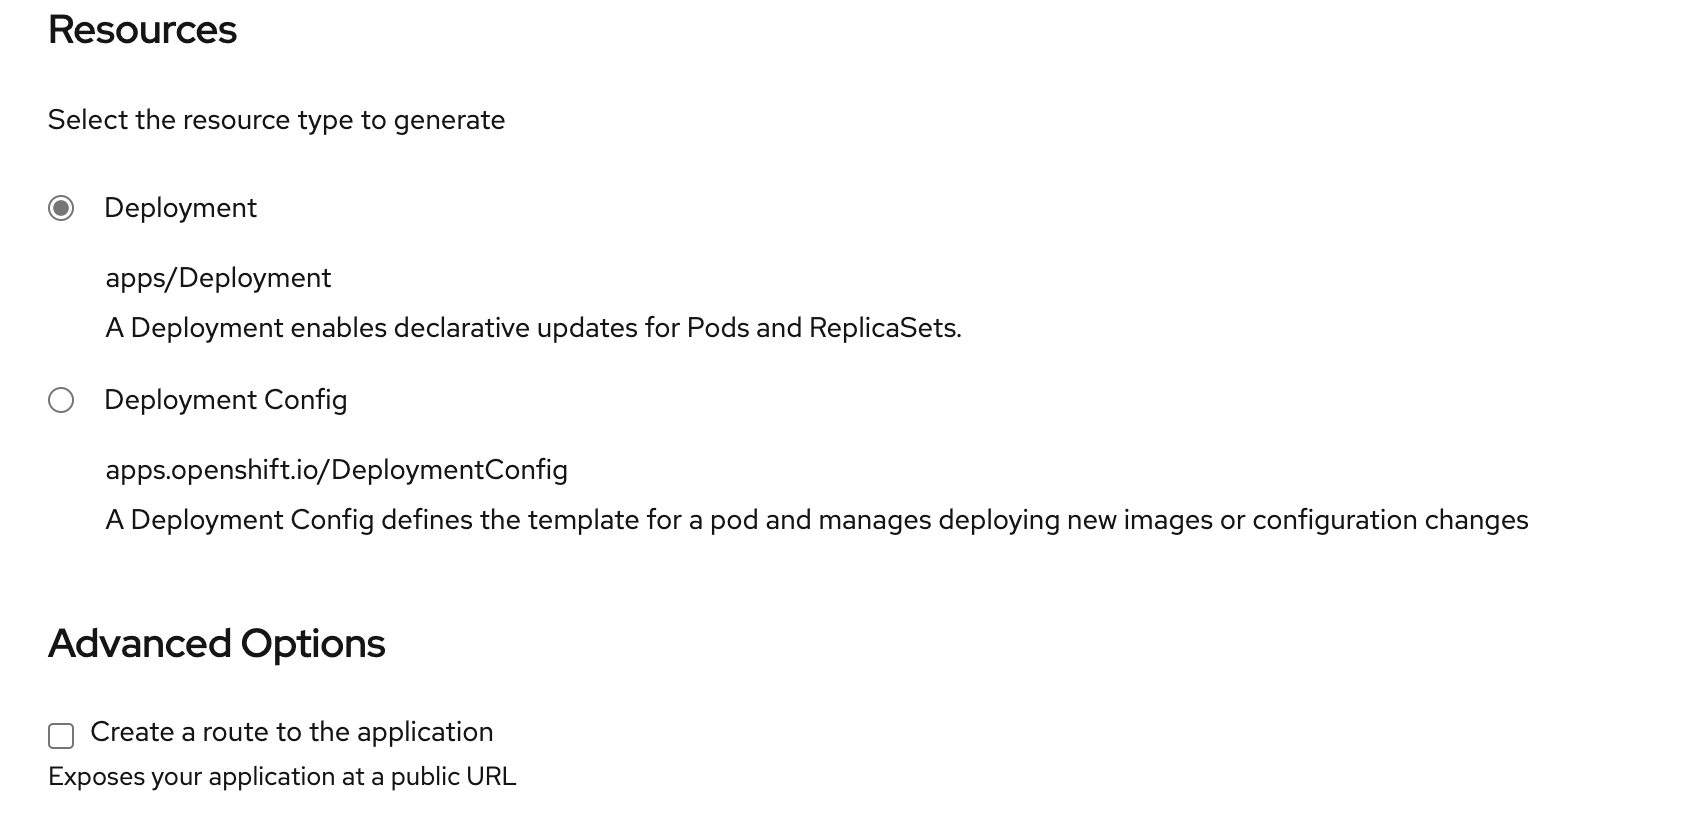 Resources
Select the resource type to generate
Deployment
apps/Deployment
A Deployment enables declarative updates for Pods and ReplicaSets.
Deployment Config
apps.openshift.io/DeploymentConfig
A Deployment Config defines the template for a pod and manages deploying new images or configuration changes
Advanced Options
Create a route to the application
Exposes your application at a public URL